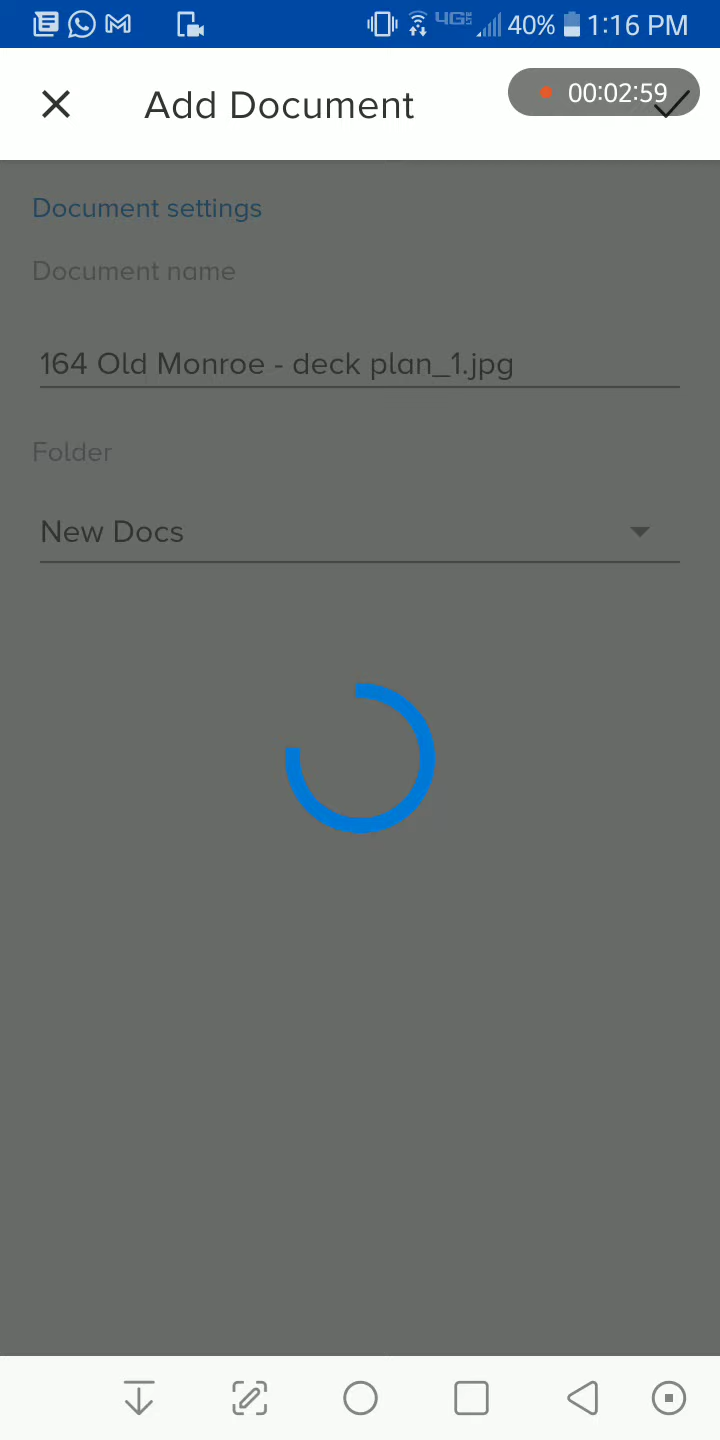 4G 40% 1:16 PM
Add Document
00:02:59
Document settings
Document name
164 Old Monroe - deck plan_1.jpg
Folder
New Docs